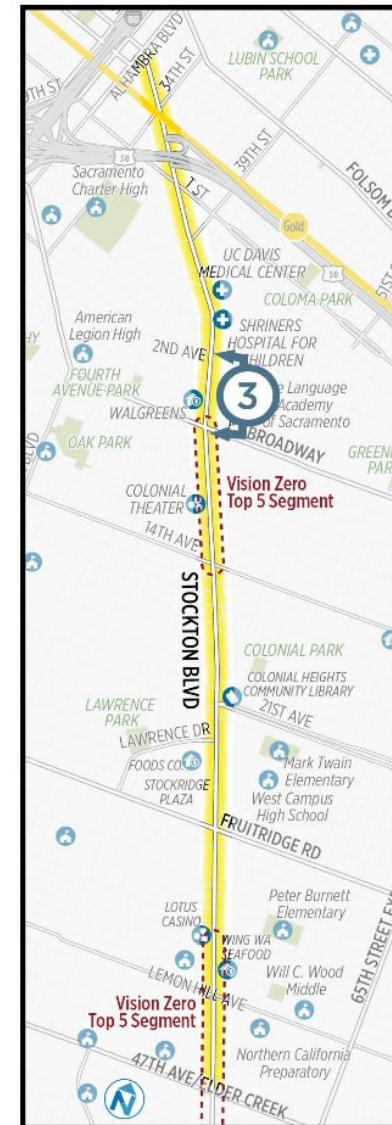 80
ALHAMBRA BLVD
LUBIN SCHOOL
PARK
34TH ST
TH ST
50
39TH ST
FOLSOM
Sacramento
Charter High
T ST
Gold
51ST
UC DAVIS
MEDICAL CENTER
50
COLOMA PARK
American
Legion High
2ND AVE
SHRINERS
HOSPITAL FOR
CHILDREN
FOURTH
AVENUE PARK
3
e Language
Academy
of Sacramento
WALGREENS
BLVD
OAK PARK
BROADWAY
GREEN
PAR
Vision Zero
Top 5 Segment
COLONIAL
THEATER
14TH AVE
STOCKTON BLVD
COLONIAL PARK
COLONIAL HEIGHTS
COMMUNITY LIBRARY
LAWRENCE
PARK
21ST AVE
LAWRENCE DR
FOODS CO.
STOCKRIDGE
PLAZA
Mark Twain
Elementary
West Campus
High School
FRUITRIDGE RD
LOTUS
CASINO
Peter Burnett
Elementary
WING WA
SEAFOOD
65TH STREET EX
LEMON HILL AVE
Will C. Wood
Middle
Vision Zero
Top 5 Segment
Northern California
Preparatory
47TH AVE/ELDER CREEK
N